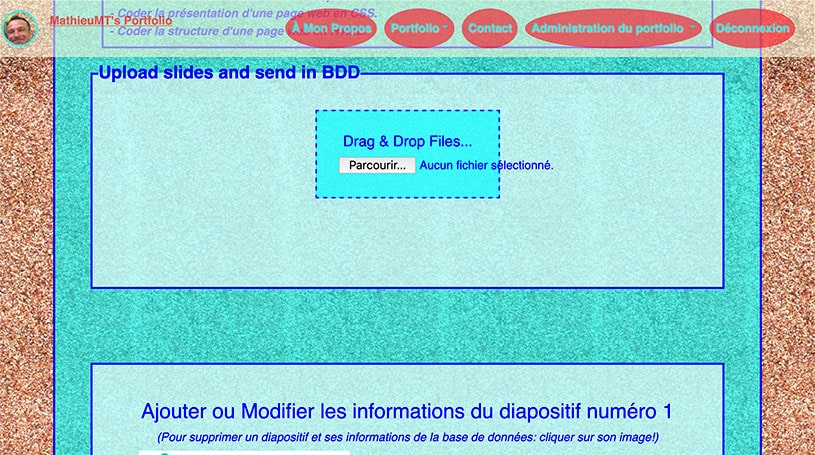 MathieuMT's Portfolio
- Coder la présentation d'une page web en CSS.
- Coder la structure d'une page
À Mon Propos
Portfolio
Contact
Administration du portfolio
Déconnexion
Upload slides and send in BDD
Drag & Drop Files...
Parcourir... Aucun fichier sélectionné.
Ajouter ou Modifier les informations du diapositif numéro 1
(Pour supprimer un diapositif et ses informations de la base de données: cliquer sur son image!)